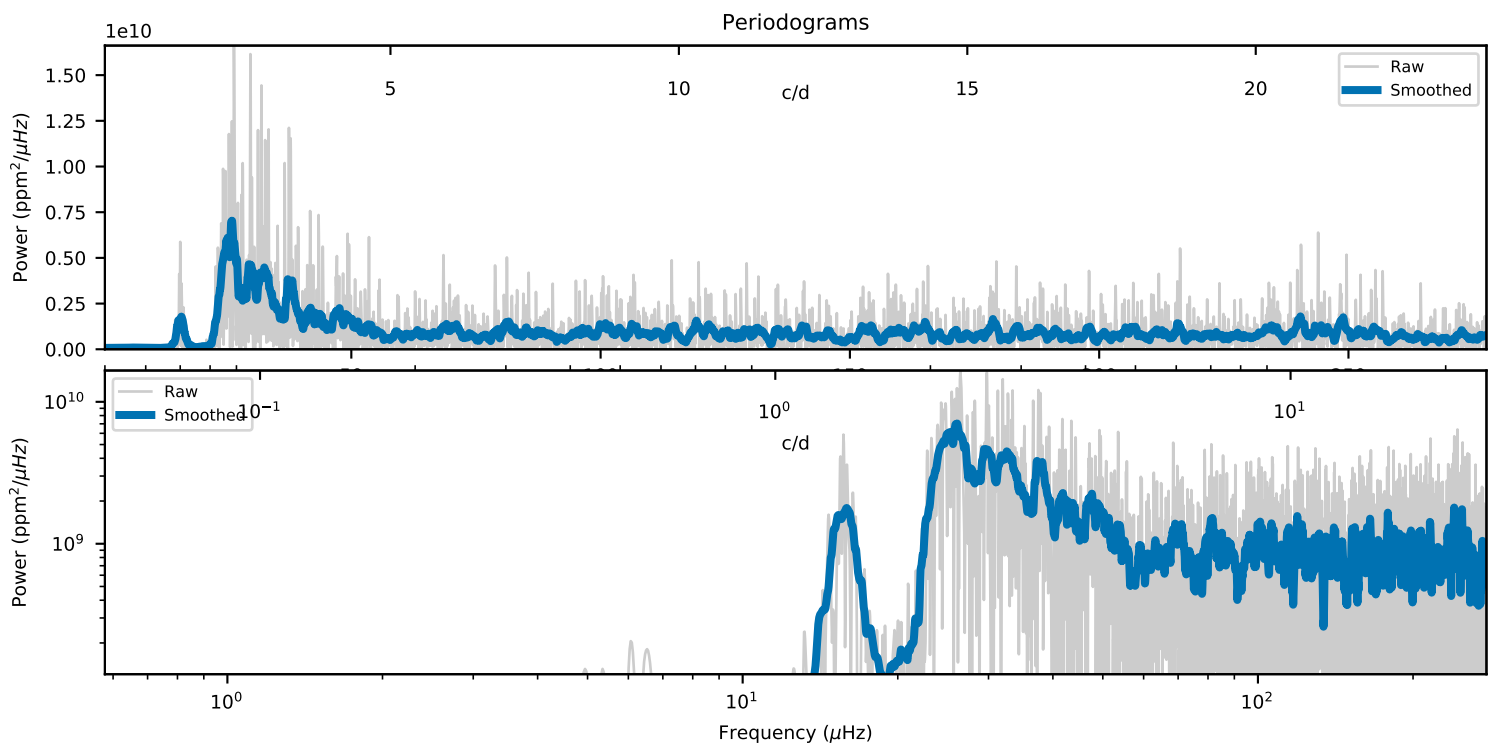 Periodograms
1e10
1.50
1.25
1.00
0.75
0.50
0.25
0.00
Power (ppm²/μHz)
5
10
15
20
c/d
Raw
Smoothed
10¹⁰
10⁹
Power (ppm²/μHz)
Raw
Smoothed
10⁻¹
10⁰
10¹
c/d
10⁰
10¹
10²
Frequency (μHz)